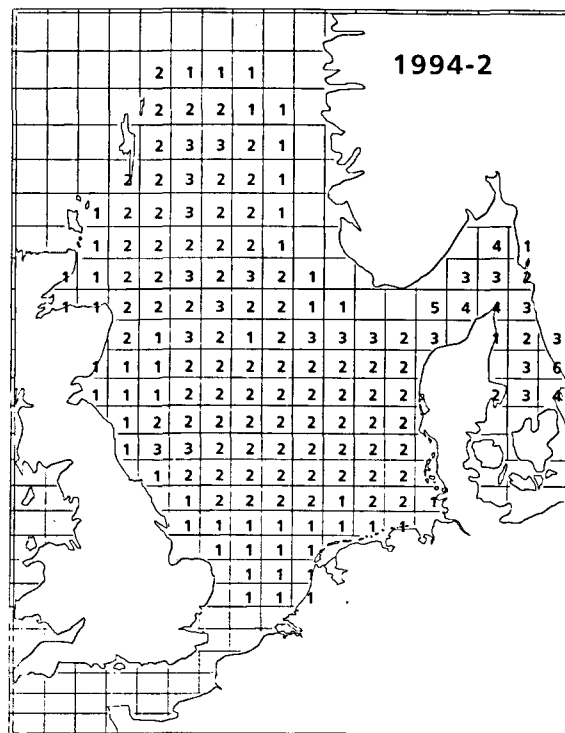 1994-2
2 1 1 1
2 2 2 1 1
2 3 3 2 1
2 2 3 2 2 1
1 2 2 3 2 2 1
1 2 2 2 2 2 1 4 1
1 1 2 2 3 2 3 2 1 3 3 2
1 1 2 2 2 3 2 2 1 1 5 4 4 3
2 1 3 2 1 2 3 3 3 2 3 1 2 3
1 1 1 2 2 2 2 2 2 2 2 3 6
1 1 1 2 2 2 2 2 2 2 2 2 3 4
1 2 2 2 2 2 2 2 2 2
1 3 3 2 2 2 2 2 2 2
1 2 2 2 2 2 2 2 2
1 2 2 2 2 1 2 2 1
1 1 1 1 1 1 1 1
1 1 1 1
1 1 1
1 1 1